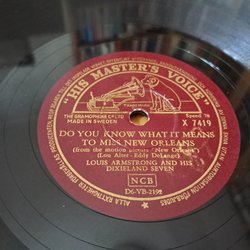 "HIS MASTER'S VOICE"
THE GRAMOPHONE CO LTD
MADE IN SWEDEN
Speed 78
X 7419
DO YOU KNOW WHAT IT MEANS
TO MISS NEW ORLEANS
(from the motion picture: New Orleans)
(Lou Alter-Eddy DeLange)
LOUIS ARMSTRONG AND HIS
DIXIELAND SEVEN
NCB
D6-VB-2192